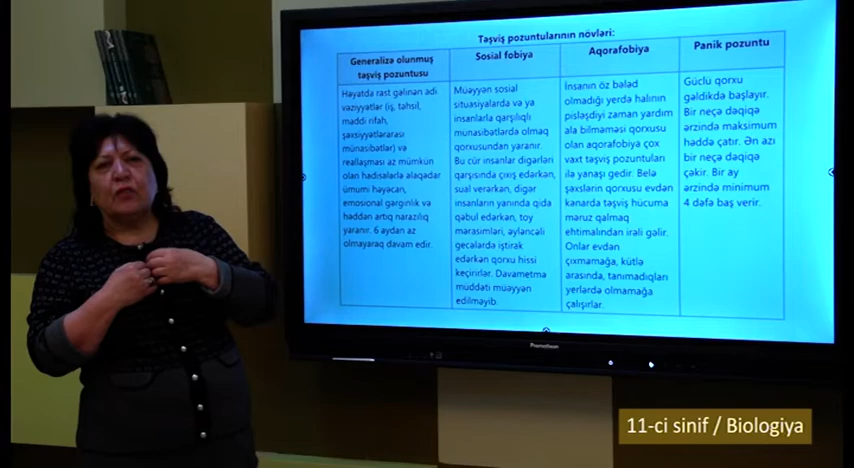 Təşviş pozuntularının növləri:
Generalizə olunmuş
təşviş pozuntusu
Həyatda rast gəlinən adi
vəziyyətlər (iş, təhsil,
maddi rifah,
şəxsiyyətlərarası
münasibətlər) və
reallaşması az mümkün
olan hadisələrlə əlaqədar
ümumi həyəcan,
emosional gərginlik və
həddən artıq narazılıq
yaranır. 6 aydan az
olmayaraq davam edir.
Sosial fobiya
Müəyyən sosial
situasiyalarda və ya
insanlarla qarşılıqlı
münasibətlərdə olmaq
qorxusundan yaranır.
Bu cür insanlar digərləri
qarşısında çıxış edərkən,
sual verərkən, digər
insanların yanında qida
qəbul edərkən, toy
mərasimləri, əyləncəli
gecələrdə iştirak
edərkən qorxu hissi
keçirirlər. Davametmə
müddəti müəyyən
edilməyib.
Aqorafobiya
İnsanın öz bələd
olmadığı yerdə halının
pisləşdiyi zaman yardım
ala bilməməsi qorxusu
olan aqorafobiya çox
vaxt təşviş pozuntuları
ilə yanaşı gedir. Belə
şəxslərin qorxusu evdən
kənarda təşviş hücuma
məruz qalmaq
ehtimalından irəli gəlir.
Onlar evdən
çıxmamağa, kütlə
arasında, tanımadıqları
yerlərdə olmamağa
çalışırlar.
Panik pozuntu
Güclü qorxu
gəldikdə başlayır.
Bir neçə dəqiqə
ərzində maksimum
həddə çatır. Ən azı
bir neçə dəqiqə
çəkir. Bir ay
ərzində minimum
4 dəfə baş verir.
Promethean
11-ci sinif / Biologiya